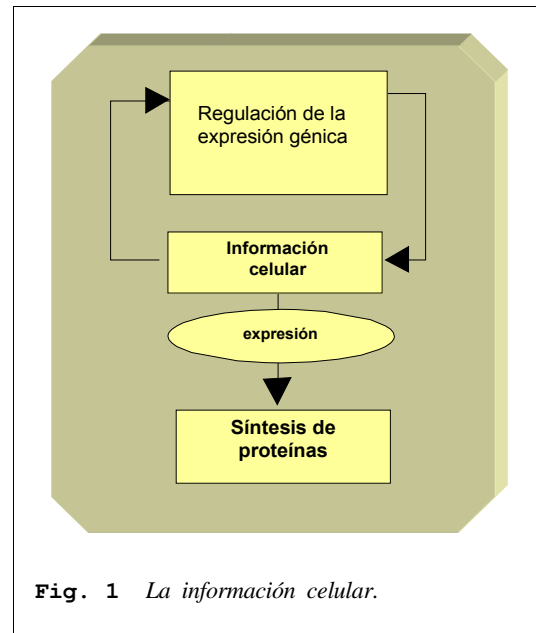 Regulación de la
expresión génica
Información
celular
expresión
Síntesis de
proteínas
Fig. 1 La información celular.